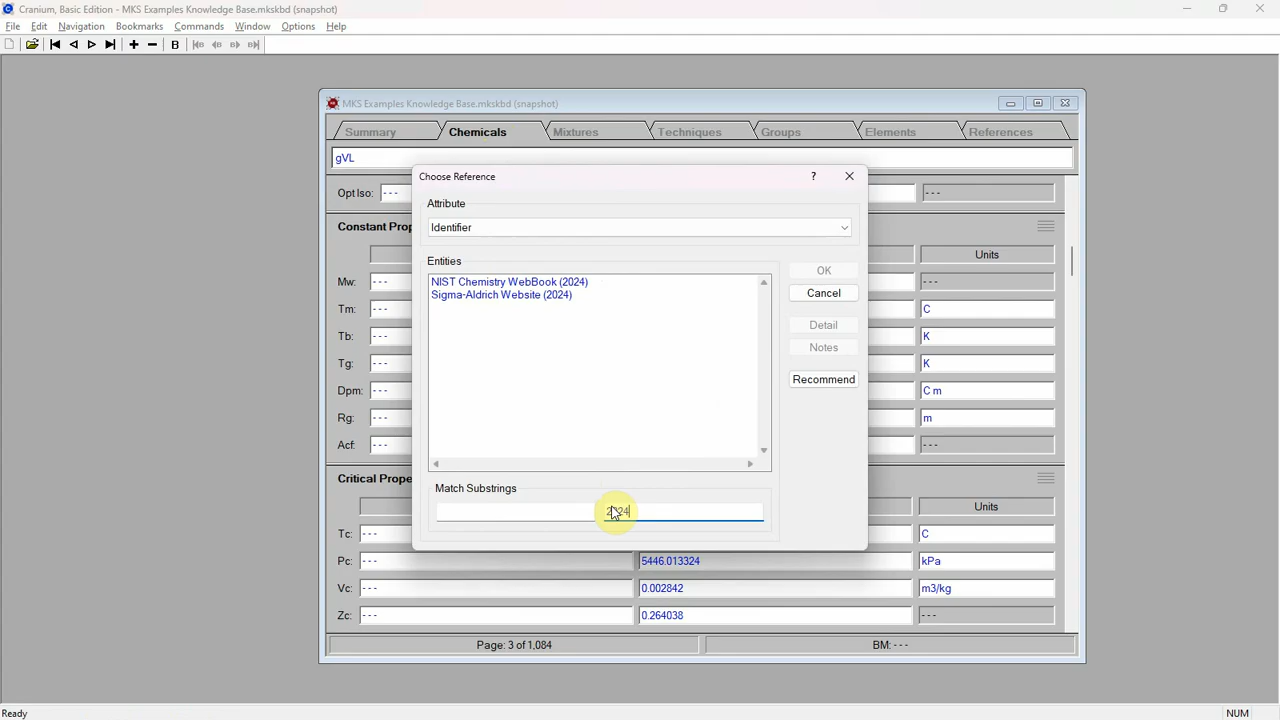 Cranium, Basic Edition - MKS Examples Knowledge Base.mkskbd (snapshot)
File Edit Navigation Bookmarks Commands Window Options Help
B
MKS Examples Knowledge Base.mkskbd (snapshot)
Summary Chemicals Mixtures Techniques Groups Elements References
gVL
Opt Iso: --- ---
Choose Reference ?
Attribute
Identifier
Entities
NIST Chemistry WebBook (2024)
Sigma-Aldrich Website (2024)
OK
Cancel
Detail
Notes
Recommend
Match Substrings
2024
Constant Prop
Units
Mw: --- ---
Tm: --- C
Tb: --- K
Tg: --- K
Dpm: --- C m
Rg: --- m
Acf: --- ---
Critical Prope
Units
Tc: --- C
Pc: --- 5446.013324 kPa
Vc: --- 0.002842 m3/kg
Zc: --- 0.264038 ---
Page: 3 of 1,084 BM: ---
Ready NUM